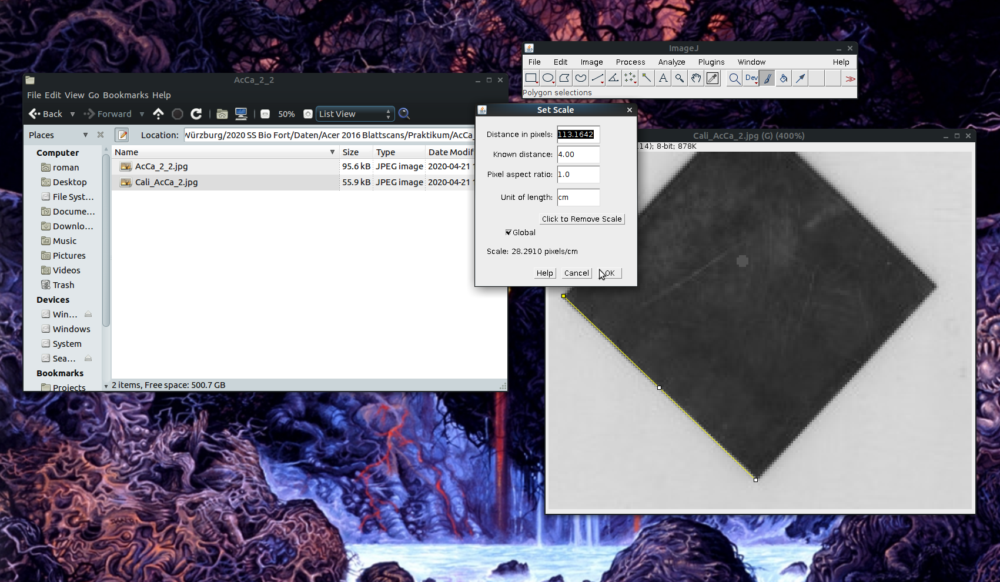 ImageJ
File Edit Image Process Analyze Plugins Window Help
Dev
Polygon selections
AcCa_2_2
File Edit View Go Bookmarks Help
Back Forward 50% List View
Places
Location: Würzburg/2020 SS Bio Fort/Daten/Acer 2016 Blattscans/Praktikum/AcCa_
Computer
roman
Desktop
File Syst...
Docume...
Downlo...
Music
Pictures
Videos
Trash
Devices
Win...
Windows
System
Sea...
Bookmarks
Projects
Name Size Type Date Modif
AcCa_2_2.jpg 95.6 kB JPEG image 2020-04-21
Cali_AcCa_2.jpg 55.9 kB JPEG image 2020-04-21
2 items, Free space: 500.7 GB
Set Scale
Distance in pixels: 113.1642
Known distance: 4.00
Pixel aspect ratio: 1.0
Unit of length: cm
Click to Remove Scale
Global
Scale: 28.2910 pixels/cm
Help Cancel OK
Cali_AcCa_2.jpg (G) (400%)
14); 8-bit; 878K